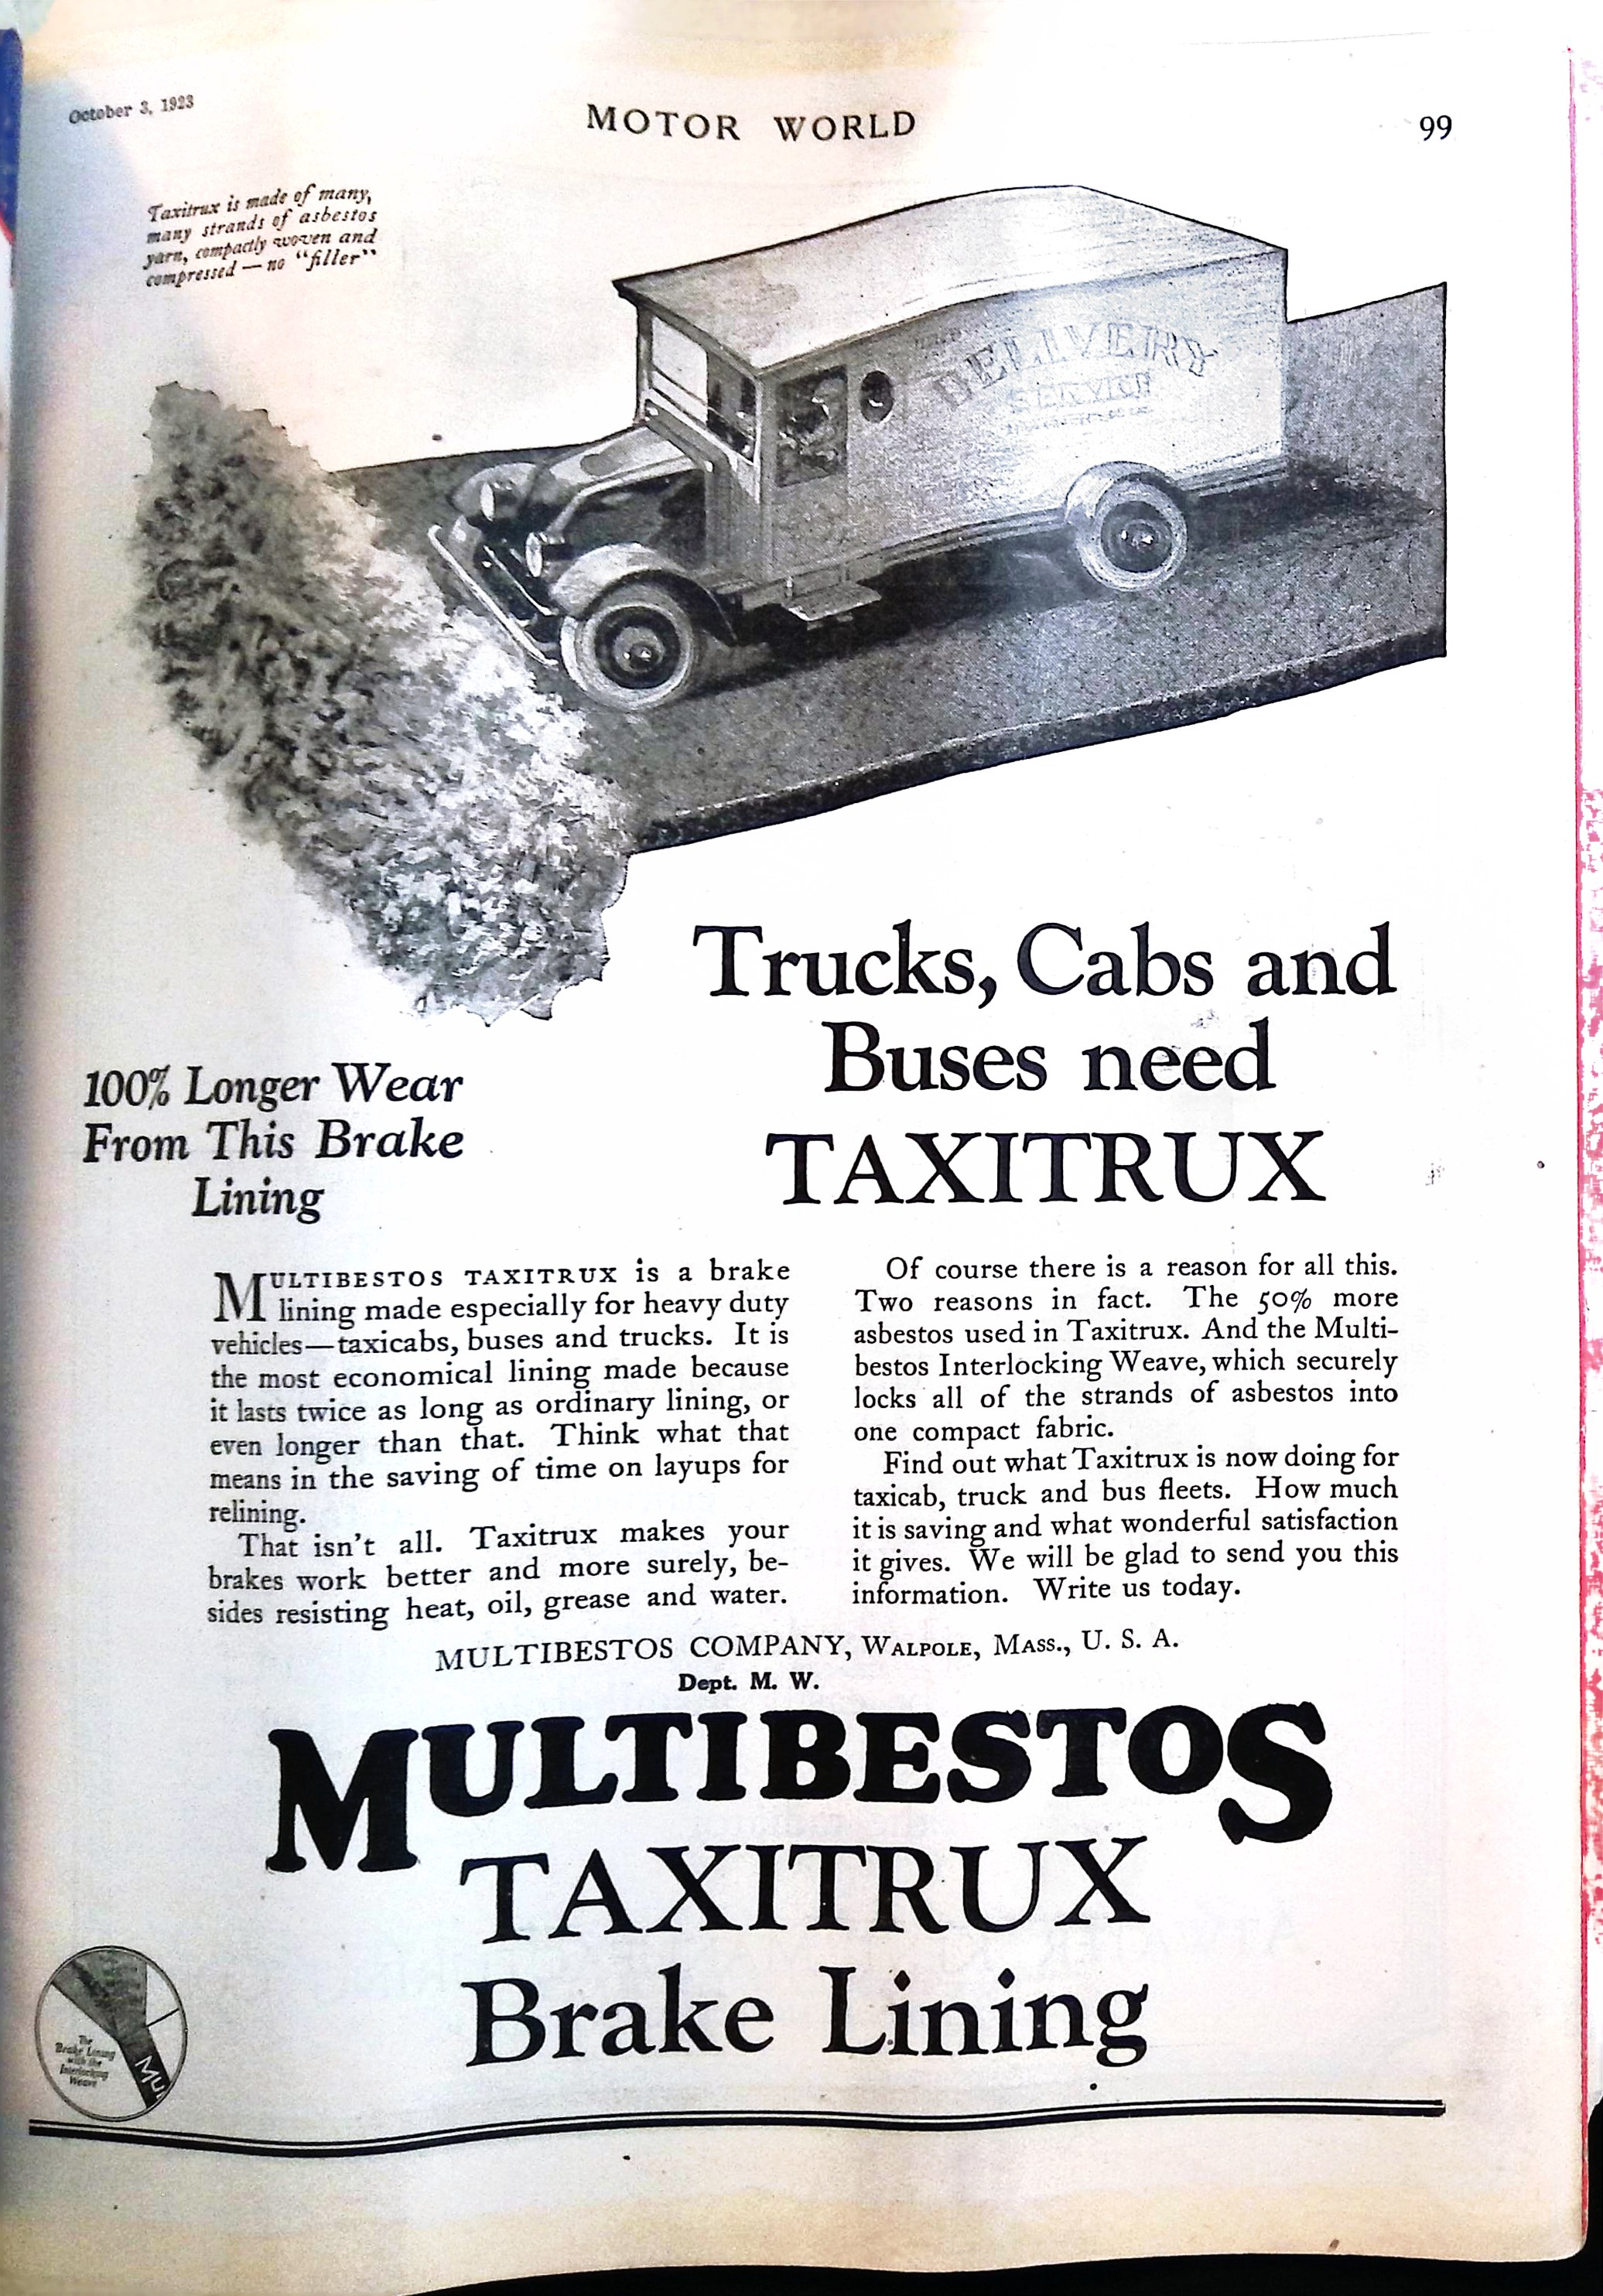 October 3, 1923
MOTOR WORLD
99
Taxitrux is made of many,
many strands of asbestos
yarn, compactly woven and
compressed — no "filler"
DELIVERY
SERVICE
Trucks, Cabs and
Buses need
TAXITRUX
100% Longer Wear
From This Brake
Lining
MULTIBESTOS TAXITRUX is a brake
lining made especially for heavy duty
vehicles—taxicabs, buses and trucks. It is
the most economical lining made because
it lasts twice as long as ordinary lining, or
even longer than that. Think what that
means in the saving of time on layups for
relining.
That isn't all. Taxitrux makes your
brakes work better and more surely, be-
sides resisting heat, oil, grease and water.
Of course there is a reason for all this.
Two reasons in fact. The 50% more
asbestos used in Taxitrux. And the Multi-
bestos Interlocking Weave, which securely
locks all of the strands of asbestos into
one compact fabric.
Find out what Taxitrux is now doing for
taxicab, truck and bus fleets. How much
it is saving and what wonderful satisfaction
it gives. We will be glad to send you this
information. Write us today.
MULTIBESTOS COMPANY, WALPOLE, MASS., U. S. A.
Dept. M. W.
MULTIBESTOS
TAXITRUX
Brake Lining
The
Brake Lining
with the
Interlocking
Weave
MU